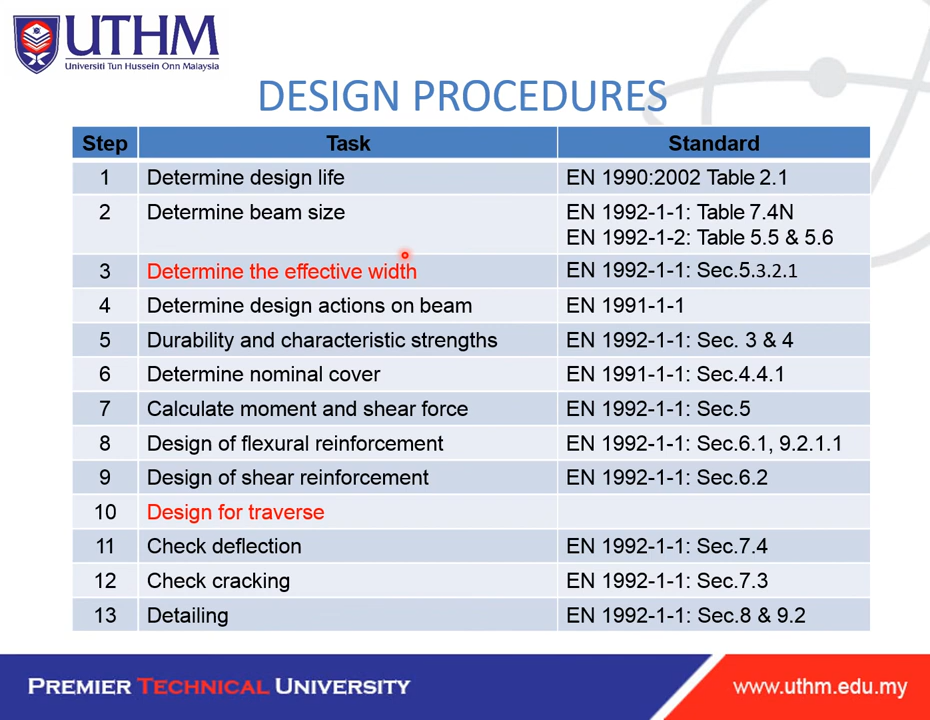 UTHM
Universiti Tun Hussein Onn Malaysia
DESIGN PROCEDURES
Step Task Standard
1 Determine design life EN 1990:2002 Table 2.1
2 Determine beam size EN 1992-1-1: Table 7.4N
EN 1992-1-2: Table 5.5 & 5.6
3 Determine the effective width EN 1992-1-1: Sec.5.3.2.1
4 Determine design actions on beam EN 1991-1-1
5 Durability and characteristic strengths EN 1992-1-1: Sec. 3 & 4
6 Determine nominal cover EN 1991-1-1: Sec.4.4.1
7 Calculate moment and shear force EN 1992-1-1: Sec.5
8 Design of flexural reinforcement EN 1992-1-1: Sec.6.1, 9.2.1.1
9 Design of shear reinforcement EN 1992-1-1: Sec.6.2
10 Design for traverse
11 Check deflection EN 1992-1-1: Sec.7.4
12 Check cracking EN 1992-1-1: Sec.7.3
13 Detailing EN 1992-1-1: Sec.8 & 9.2
PREMIER TECHNICAL UNIVERSITY
www.uthm.edu.my